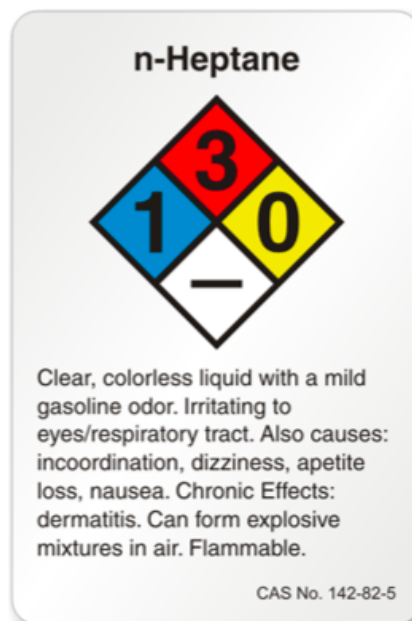 n-Heptane
3
1 0
—
Clear, colorless liquid with a mild
gasoline odor. Irritating to
eyes/respiratory tract. Also causes:
incoordination, dizziness, apetite
loss, nausea. Chronic Effects:
dermatitis. Can form explosive
mixtures in air. Flammable.
CAS No. 142-82-5